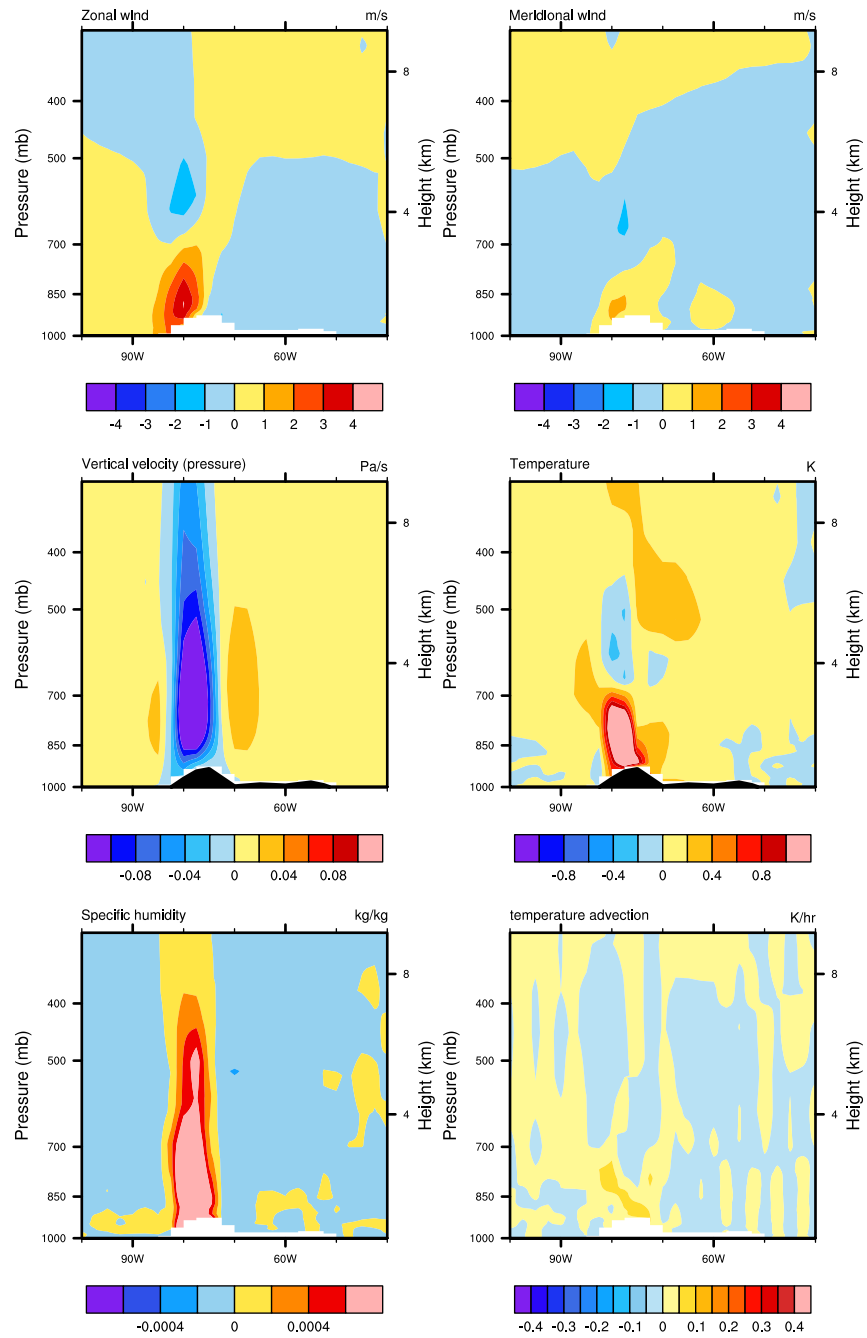 Zonal wind m/s
Pressure (mb)
400
500
700
850
1000
8
4
Height (km)
90W 60W
-4 -3 -2 -1 0 1 2 3 4
Meridional wind m/s
Pressure (mb)
400
500
700
850
1000
8
4
Height (km)
90W 60W
-4 -3 -2 -1 0 1 2 3 4
Vertical velocity (pressure) Pa/s
Pressure (mb)
400
500
700
850
1000
8
4
Height (km)
90W 60W
-0.08 -0.04 0 0.04 0.08
Temperature K
Pressure (mb)
400
500
700
850
1000
8
4
Height (km)
90W 60W
-0.8 -0.4 0 0.4 0.8
Specific humidity kg/kg
Pressure (mb)
400
500
700
850
1000
8
4
Height (km)
90W 60W
-0.0004 0 0.0004
temperature advection K/hr
Pressure (mb)
400
500
700
850
1000
8
4
Height (km)
90W 60W
-0.4 -0.3 -0.2 -0.1 0 0.1 0.2 0.3 0.4